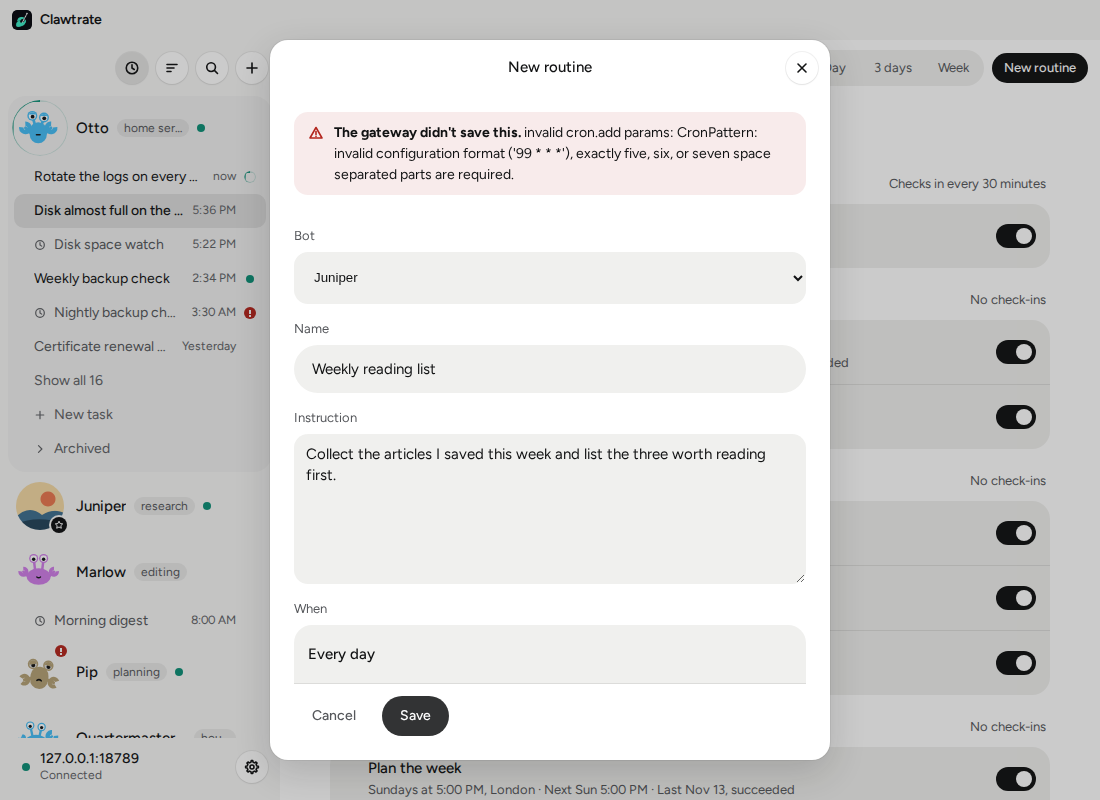 Clawtrate
Otto
home ser…
Rotate the logs on every …
now
Disk almost full on the …
5:36 PM
Disk space watch
5:22 PM
Weekly backup check
2:34 PM
Nightly backup ch…
3:30 AM
Certificate renewal …
Yesterday
Show all 16
New task
Archived
Juniper
research
Marlow
editing
Morning digest
8:00 AM
Pip
planning
127.0.0.1:18789
Connected
New routine
The gateway didn't save this. invalid cron.add params: CronPattern:
invalid configuration format ('99 * * *'), exactly five, six, or seven space
separated parts are required.
Bot
Juniper
Name
Weekly reading list
Instruction
Collect the articles I saved this week and list the three worth reading
first.
When
Every day
Cancel
Save
3 days
Week
New routine
Checks in every 30 minutes
No check-ins
No check-ins
No check-ins
Plan the week
Sundays at 5:00 PM, London · Next Sun 5:00 PM · Last Nov 13, succeeded